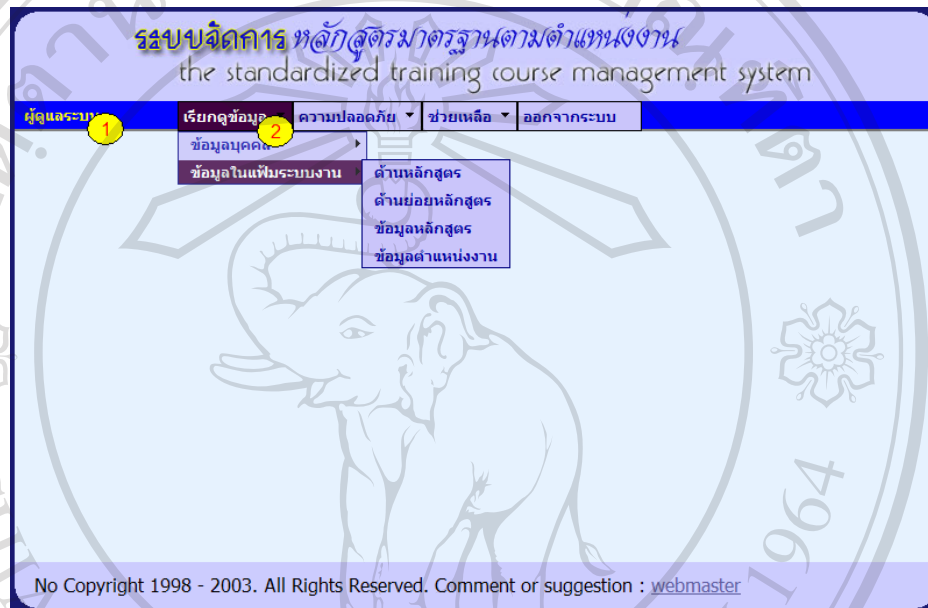 ระบบจัดการ หลักสูตรมาตรฐานตามตำแหน่งงาน
the standardized training course management system
ผู้ดูแลระบบ 1 เรียกดูข้อมูล 2 ความปลอดภัย ช่วยเหลือ ออกจากระบบ
ข้อมูลบุคคล
ข้อมูลในแฟ้มระบบงาน ด้านหลักสูตร
ด้านย่อยหลักสูตร
ข้อมูลหลักสูตร
ข้อมูลตำแหน่งงาน
1964
No Copyright 1998 - 2003. All Rights Reserved. Comment or suggestion : webmaster